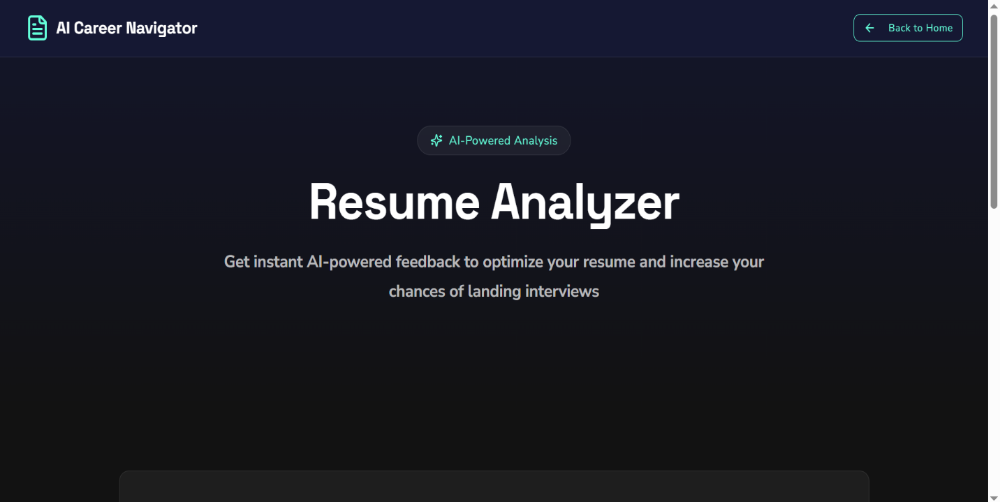 AI Career Navigator
Back to Home
AI-Powered Analysis
Resume Analyzer
Get instant AI-powered feedback to optimize your resume and increase your
chances of landing interviews